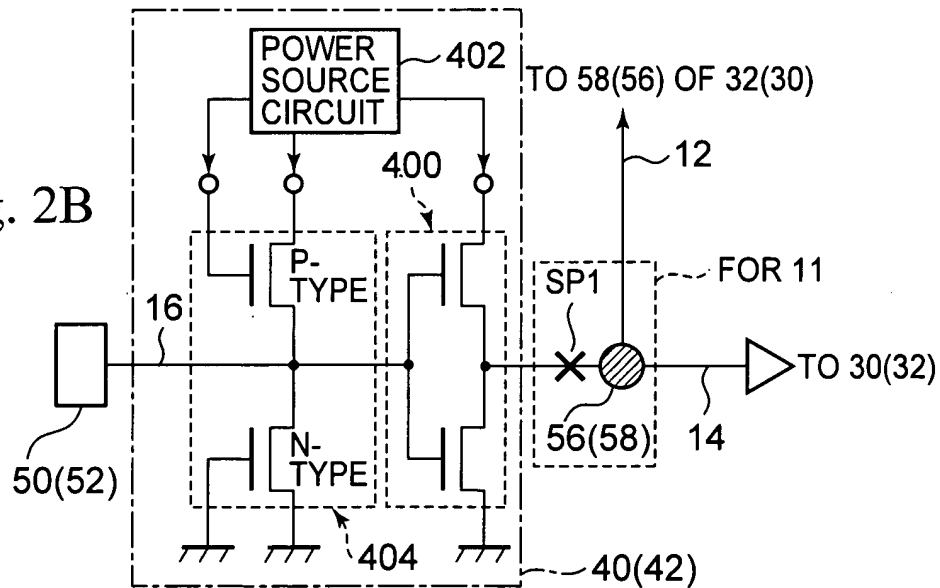 g. 2B
POWER
SOURCE
CIRCUIT
402
TO 58(56) OF 32(30)
12
400
P-
TYPE
SP1
FOR 11
16
TO 30(32)
50(52)
N-
TYPE
56(58)
14
404
40(42)